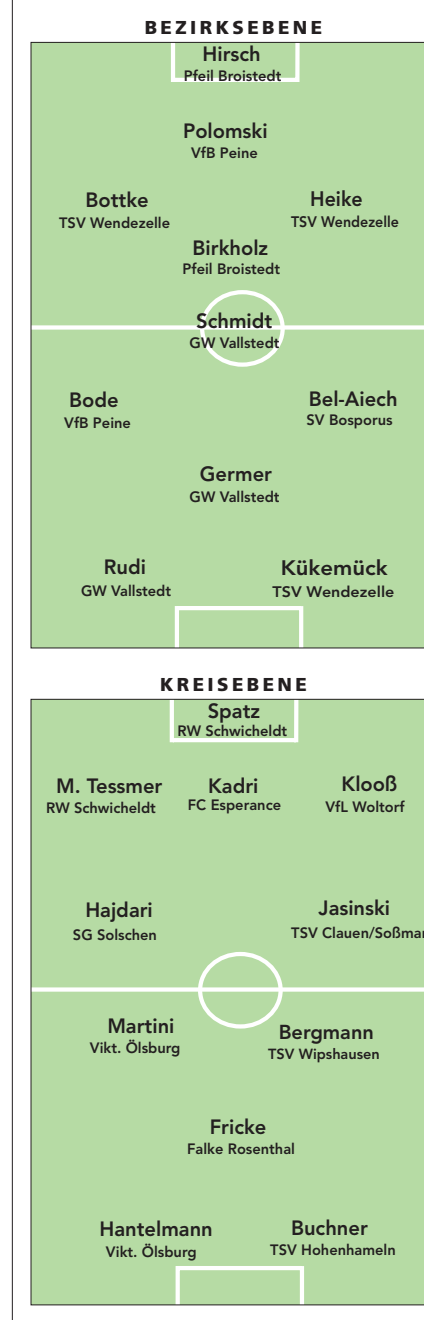 BEZIRKSEBENE
Hirsch
Pfeil Broistedt
Polomski
VfB Peine
Bottke
TSV Wendezelle
Heike
TSV Wendezelle
Birkholz
Pfeil Broistedt
Schmidt
GW Vallstedt
Bode
VfB Peine
Bel-Aiech
SV Bosporus
Germer
GW Vallstedt
Rudi
GW Vallstedt
Kükemück
TSV Wendezelle
KREISEBENE
Spatz
RW Schwicheldt
M. Tessmer
RW Schwicheldt
Kadri
FC Esperance
Klooß
VfL Woltorf
Hajdari
SG Solschen
Jasinski
TSV Clauen/Soßmar
Martini
Vikt. Ölsburg
Bergmann
TSV Wipshausen
Fricke
Falke Rosenthal
Hantelmann
Vikt. Ölsburg
Buchner
TSV Hohenhameln